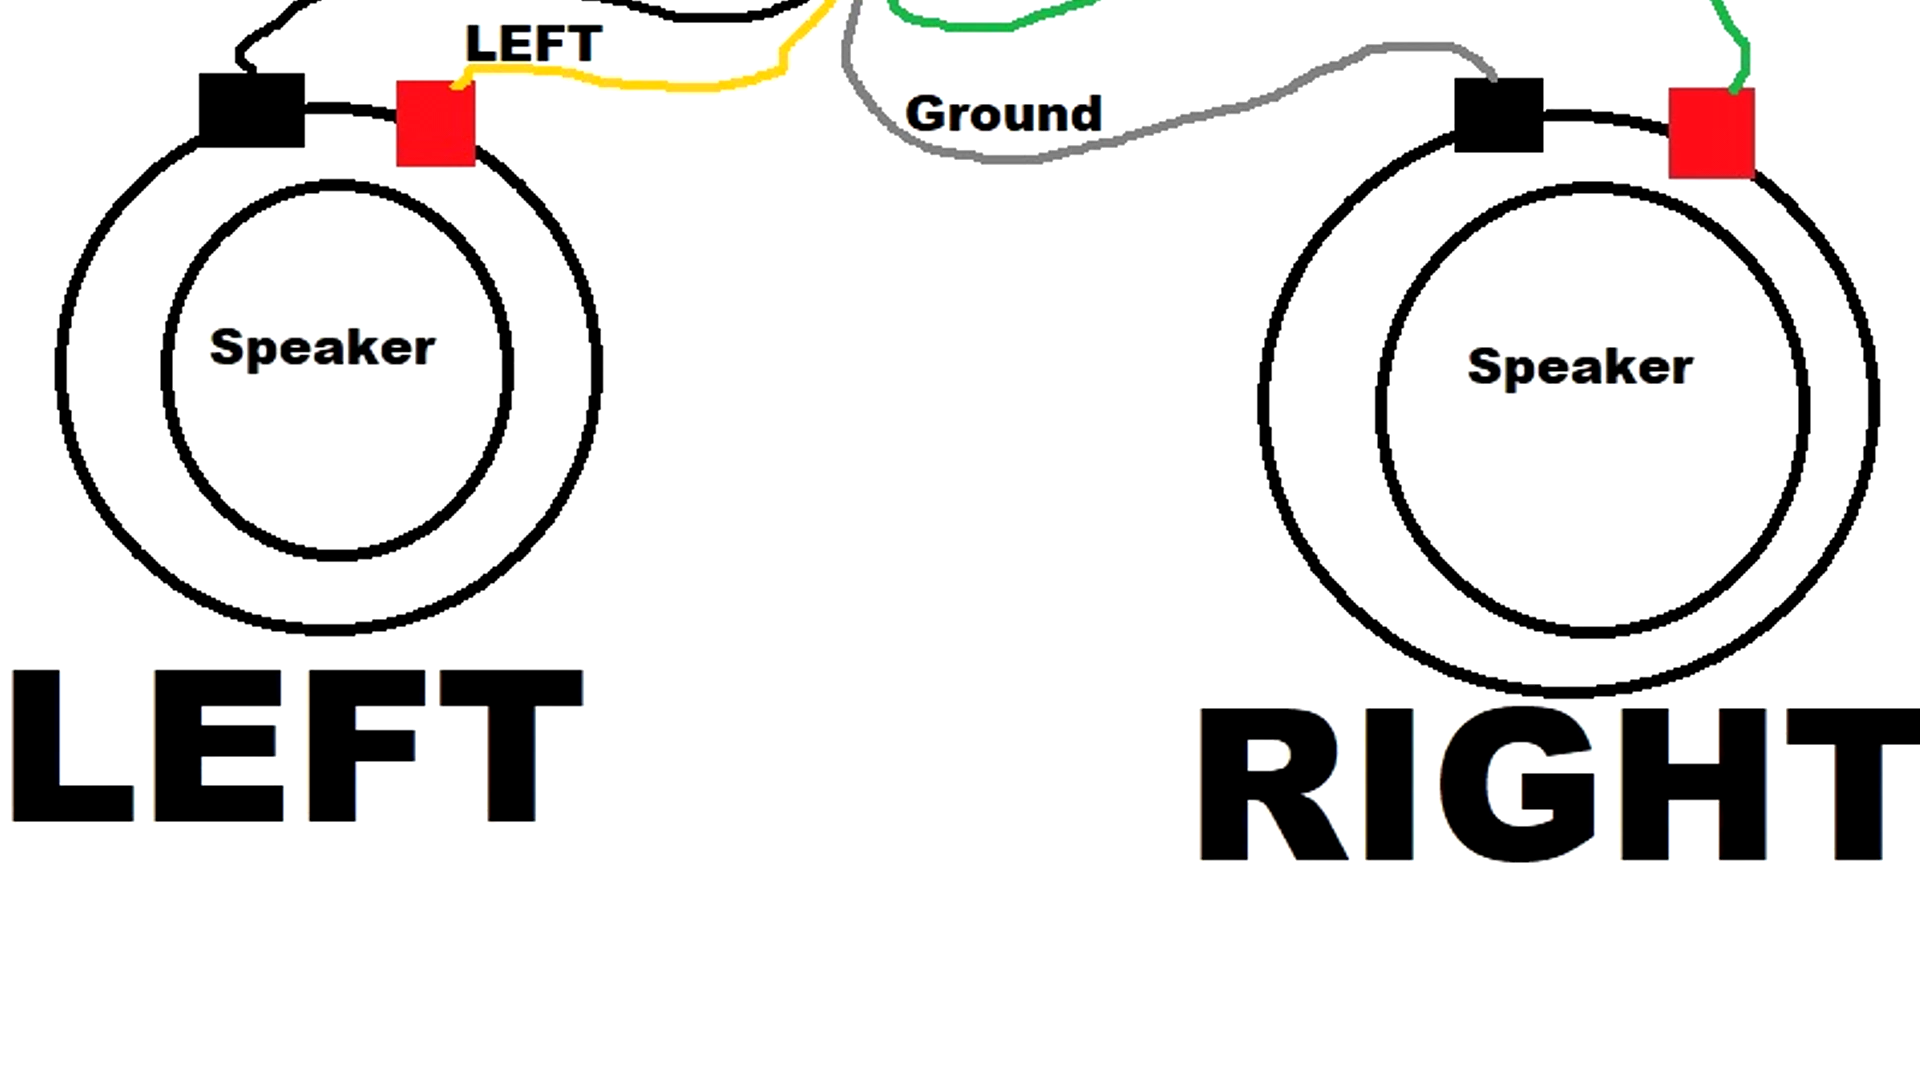 LEFT
Ground
Speaker
Speaker
LEFT
RIGHT